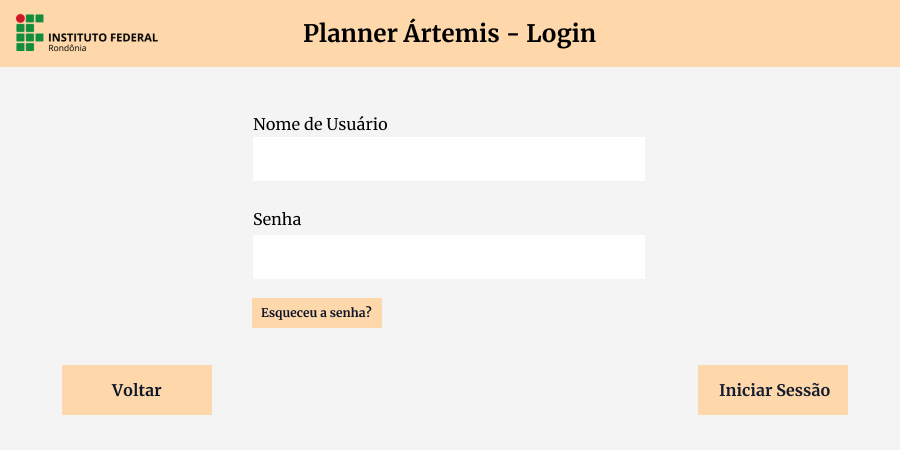 INSTITUTO FEDERAL
Rondônia
Planner Ártemis - Login
Nome de Usuário
Senha
Esqueceu a senha?
Voltar
Iniciar Sessão